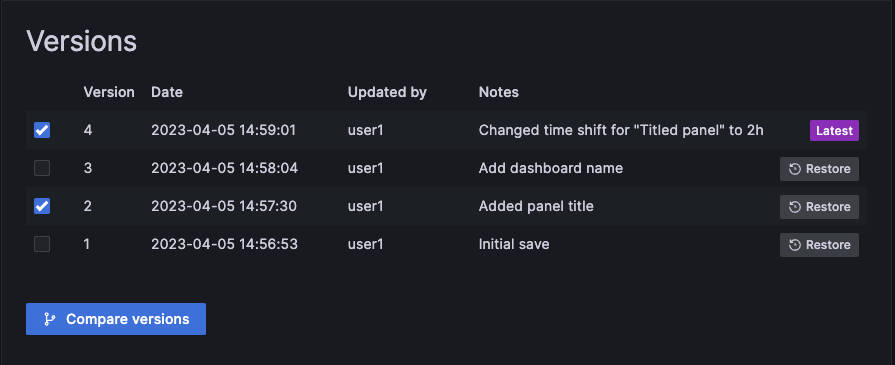 Versions
Version Date Updated by Notes
4 2023-04-05 14:59:01 user1 Changed time shift for "Titled panel" to 2h Latest
3 2023-04-05 14:58:04 user1 Add dashboard name Restore
2 2023-04-05 14:57:30 user1 Added panel title Restore
1 2023-04-05 14:56:53 user1 Initial save Restore
Compare versions